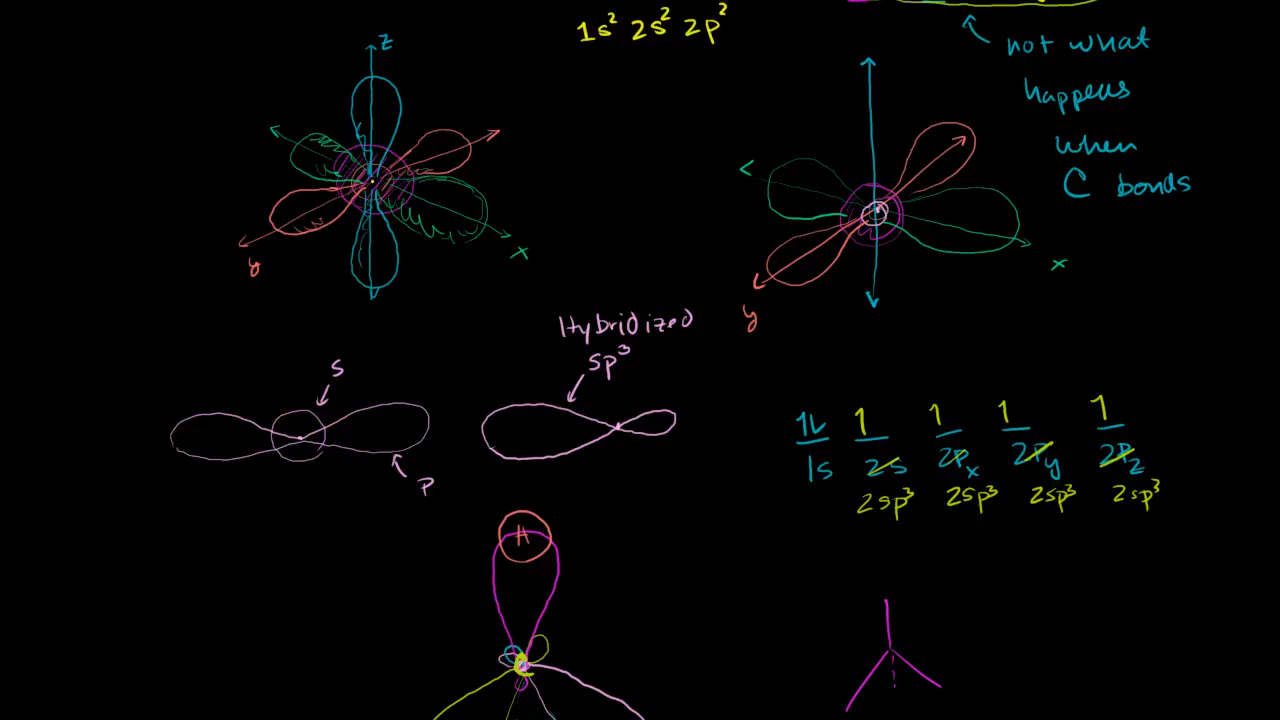 1s² 2s² 2p²
not what
happens
when
C bonds
z
x
y
x
y
Hybridized
sp³
s
p
1 1 1 1
1s 2s 2px 2py 2pz
2sp³ 2sp³ 2sp³ 2sp³
H